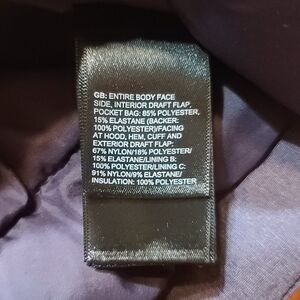 GB: ENTIRE BODY FACE
SIDE, INTERIOR DRAFT FLAP,
POCKET BAG: 85% POLYESTER,
15% ELASTANE (BACKER:
100% POLYESTER)/FACING
AT HOOD, HEM, CUFF AND
EXTERIOR DRAFT FLAP:
67% NYLON/18% POLYESTER/
15% ELASTANE/LINING B:
100% POLYESTER/LINING C:
91% NYLON/9% ELASTANE/
INSULATION: 100% POLYESTER